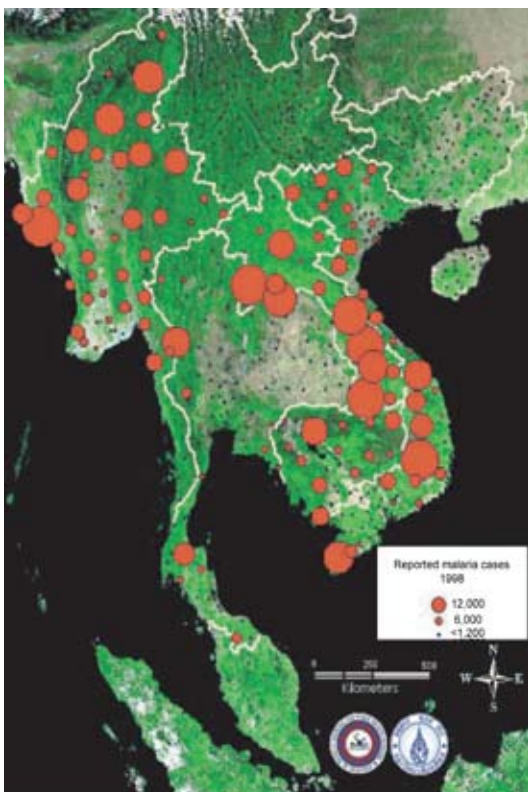 Reported malaria cases
1998
12,000
6,000
<1,200
0 250 500
Kilometers
N
W E
S